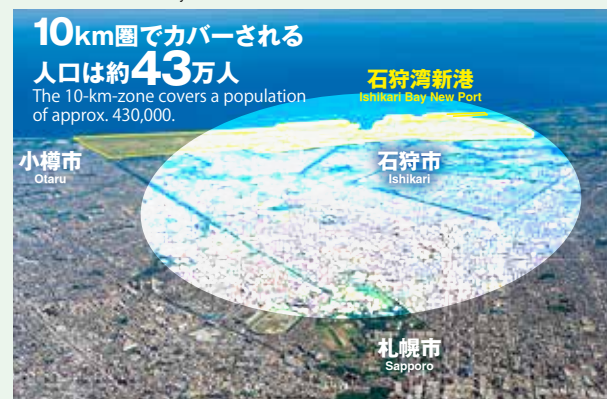 10km圏でカバーされる
人口は約43万人
The 10-km-zone covers a population
of approx. 430,000.
石狩湾新港
Ishikari Bay New Port
小樽市
Otaru
石狩市
Ishikari
札幌市
Sapporo